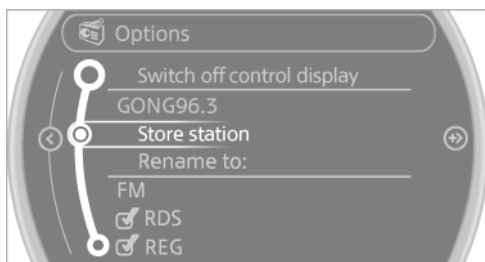 Options
Switch off control display
GONG96.3
Store station
Rename to:
FM
RDS
REG